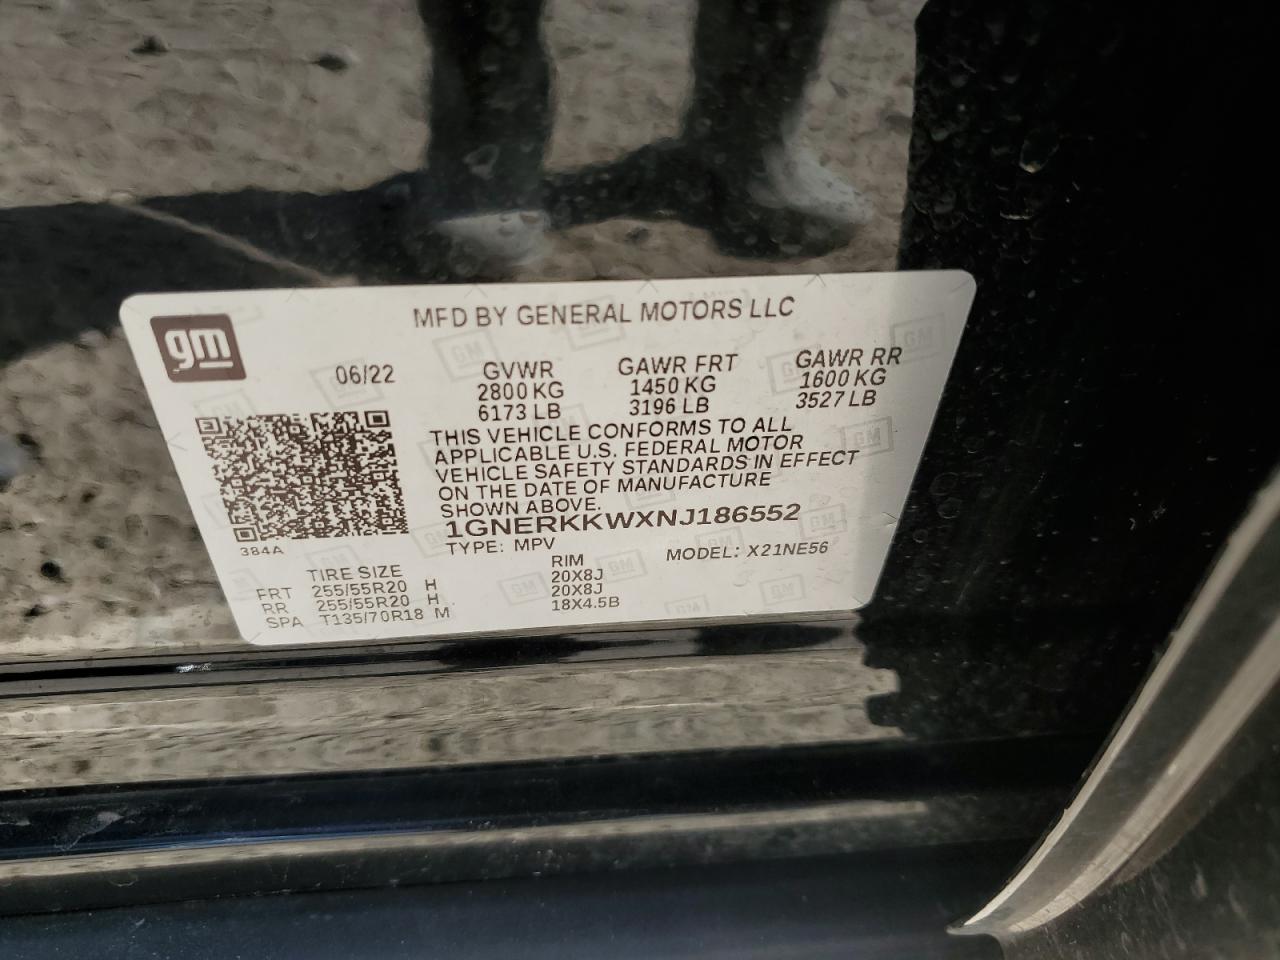 MFD BY GENERAL MOTORS LLC
gm
06/22
GVWR GAWR FRT GAWR RR
2800 KG 1450 KG 1600 KG
6173 LB 3196 LB 3527 LB
THIS VEHICLE CONFORMS TO ALL
APPLICABLE U.S. FEDERAL MOTOR
VEHICLE SAFETY STANDARDS IN EFFECT
ON THE DATE OF MANUFACTURE
SHOWN ABOVE.
1GNERKKWXNJ186552
384A
TYPE: MPV MODEL: X21NE56
TIRE SIZE RIM
FRT 255/55R20 H 20X8J
RR 255/55R20 H 20X8J
SPA T135/70R18 M 18X4.5B